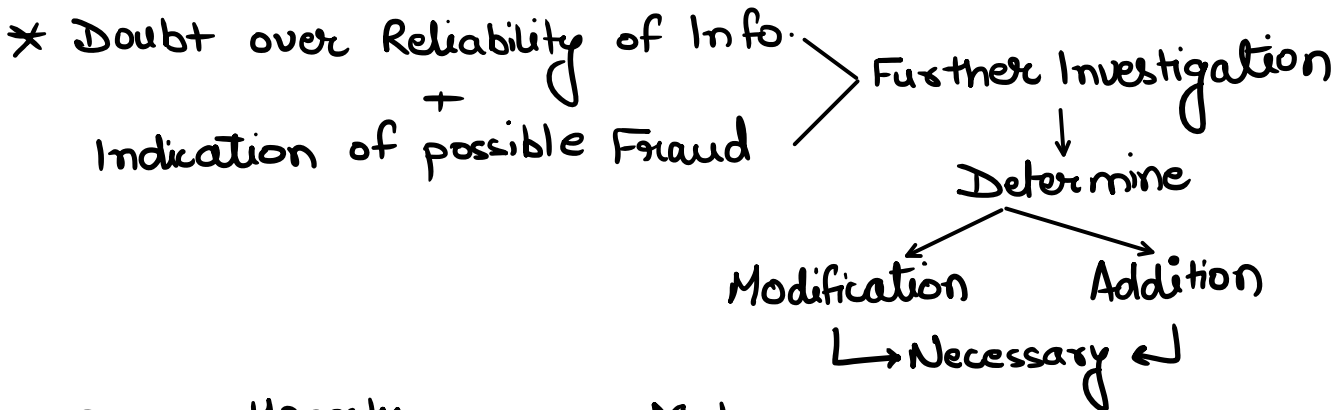 * Doubt over Reliability of Info.
+
Indication of possible Fraud
Further Investigation
Determine
Modification Addition
Necessary